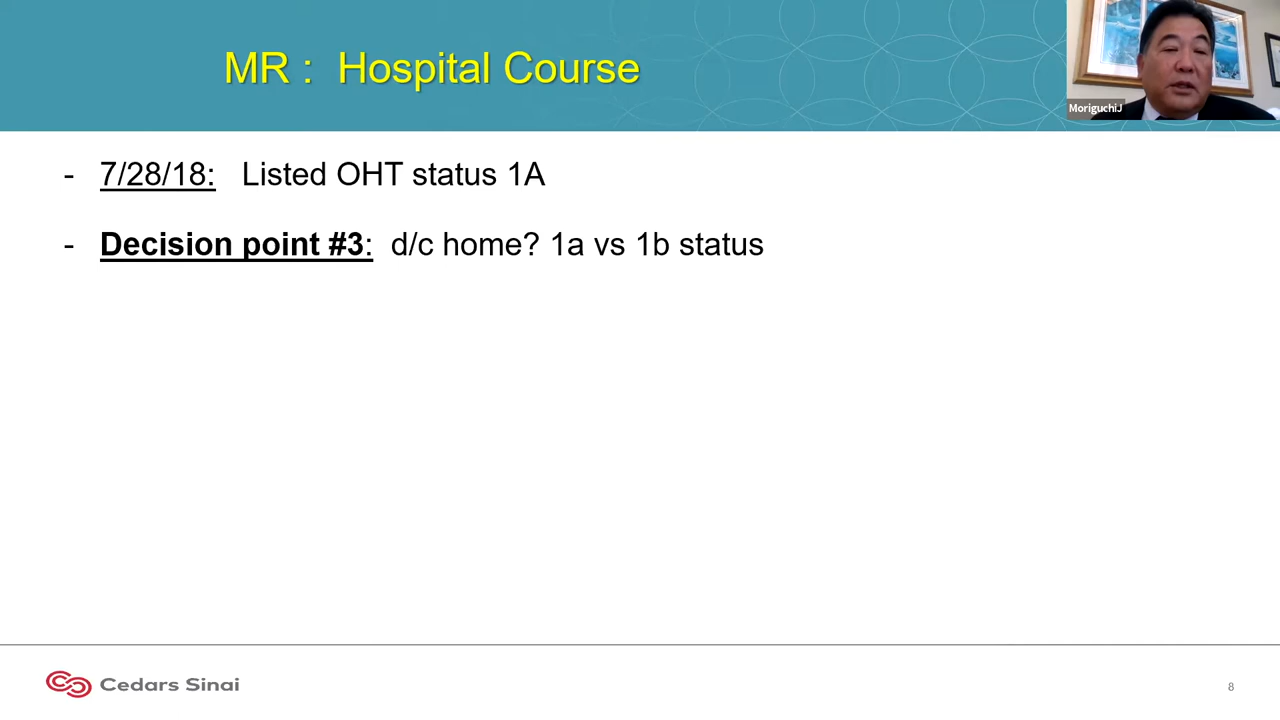 MR : Hospital Course
MoriguchiJ
- 7/28/18: Listed OHT status 1A
- Decision point #3: d/c home? 1a vs 1b status
Cedars Sinai
8